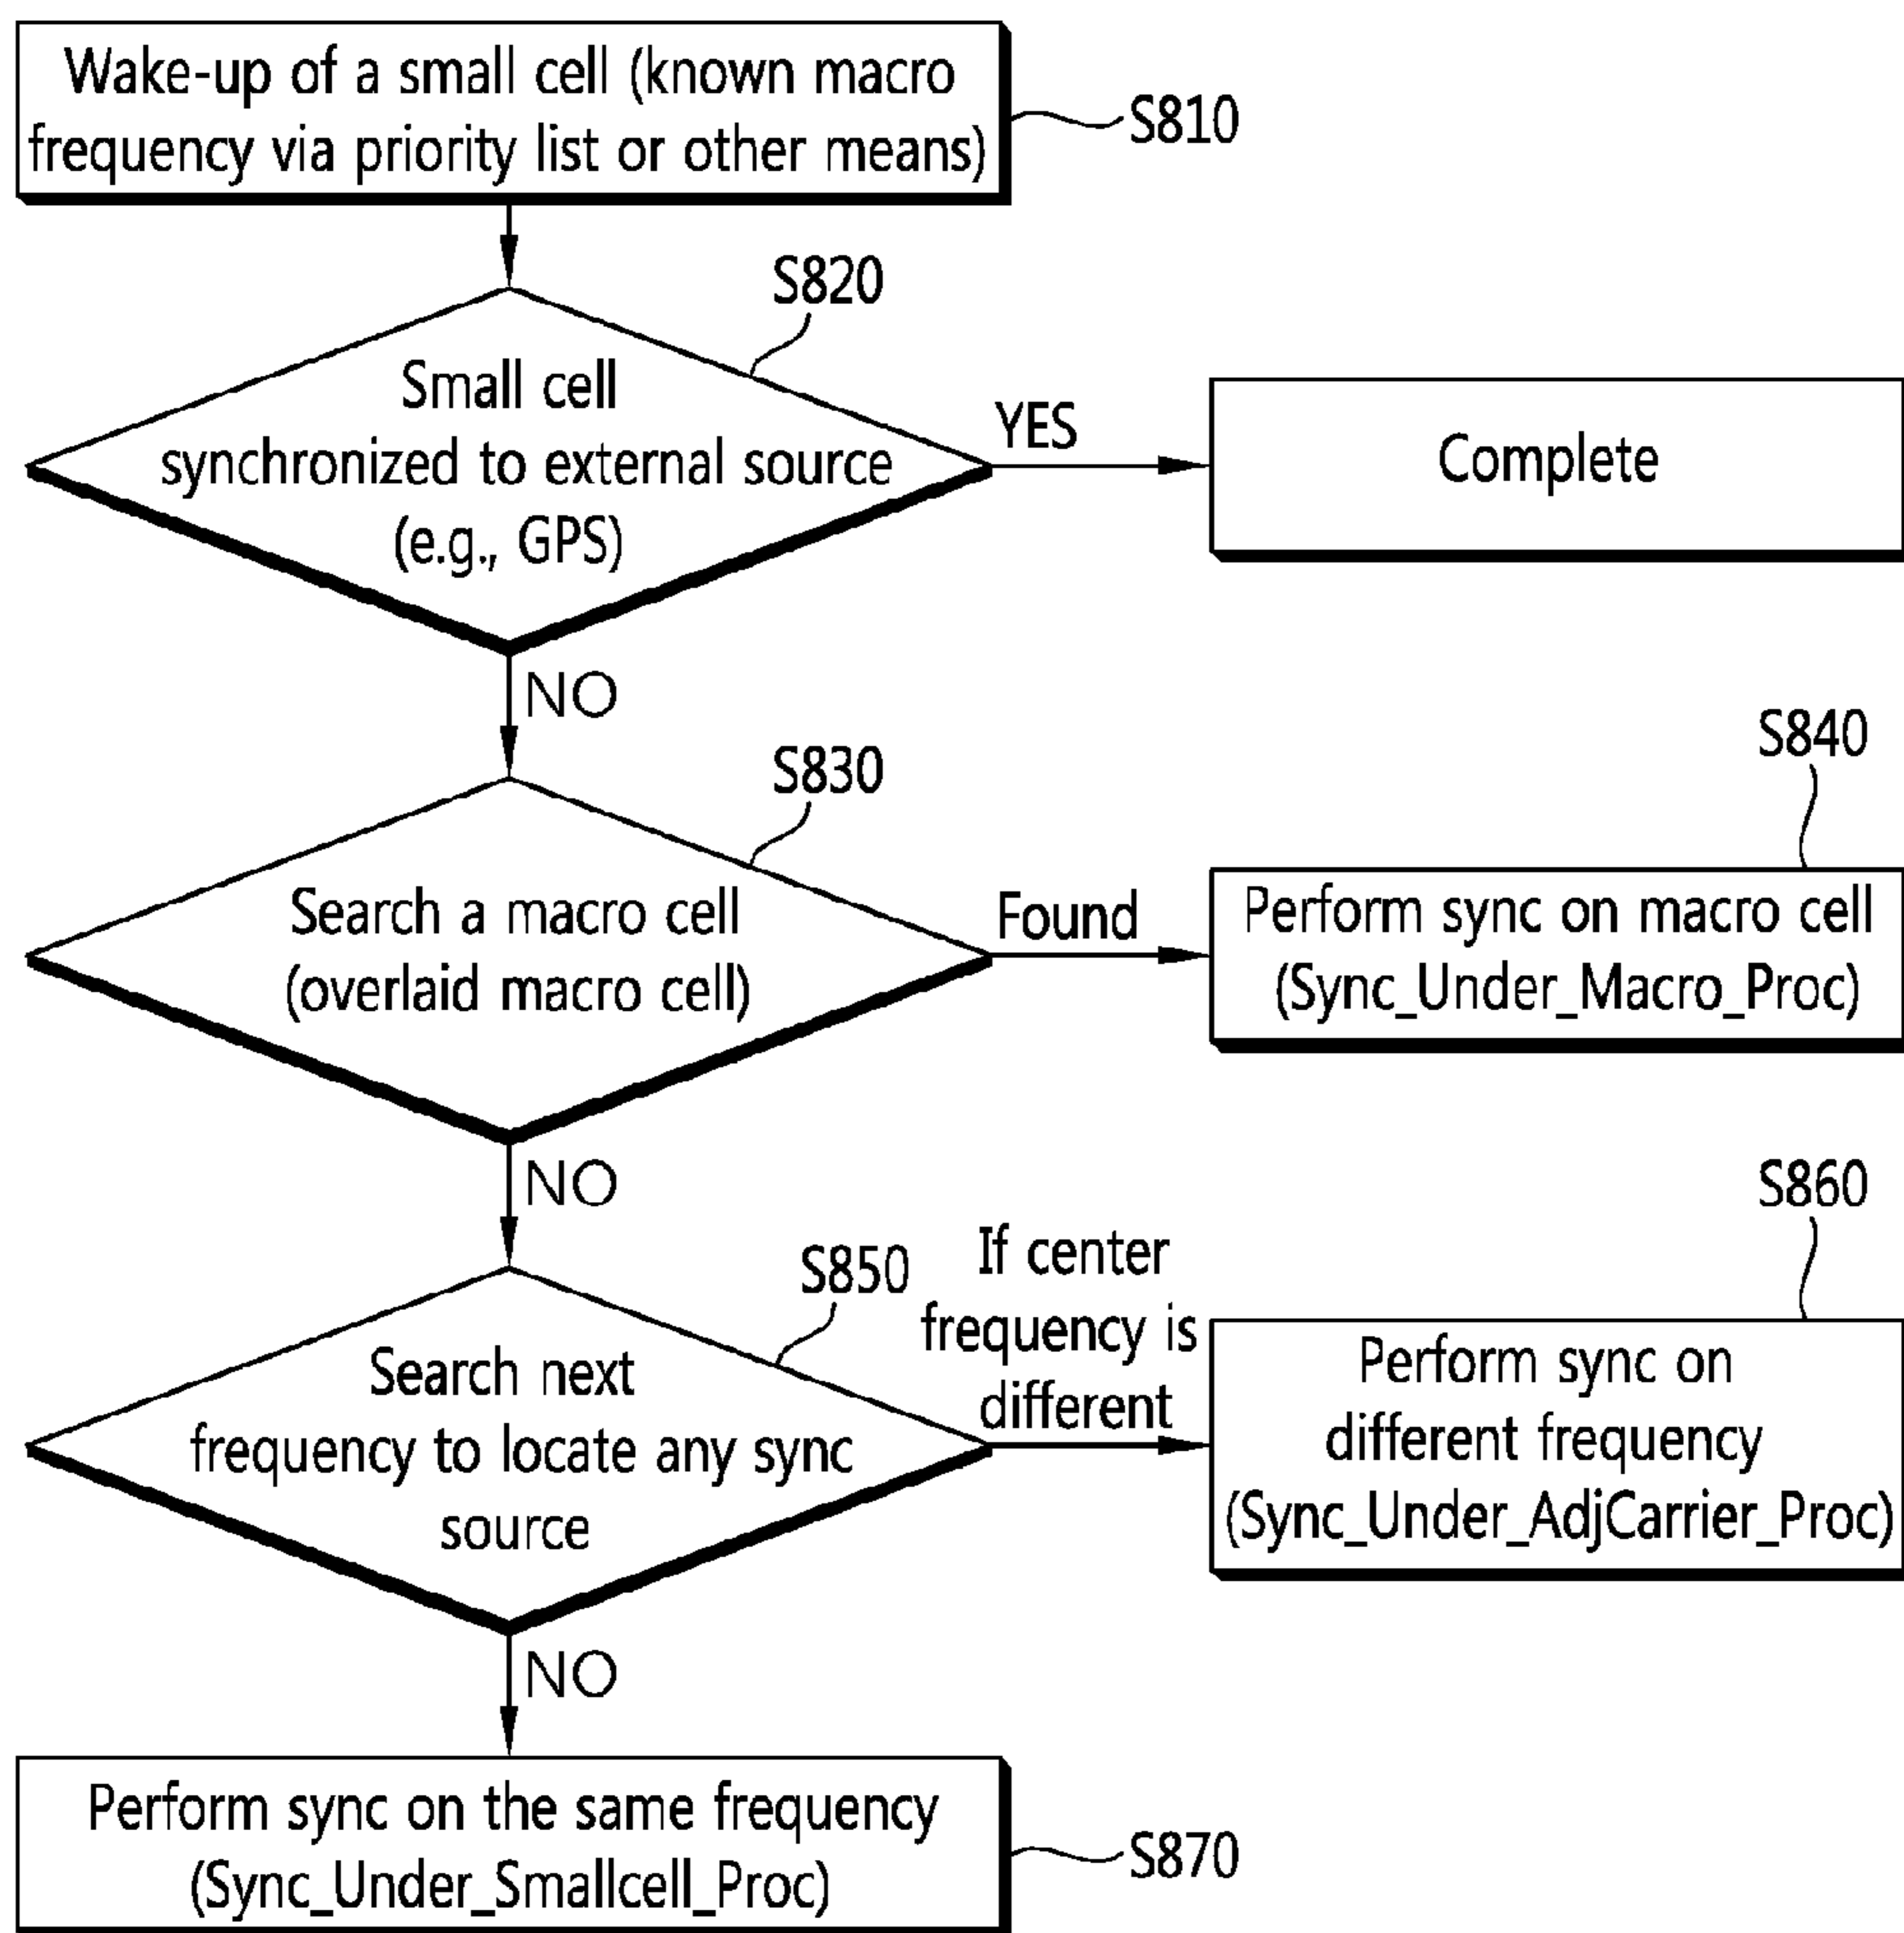 Wake-up of a small cell (known macro
frequency via priority list or other means)
S810
S820
Small cell
synchronized to external source
(e.g., GPS)
YES
Complete
NO
S830
Search a macro cell
(overlaid macro cell)
Found
S840
Perform sync on macro cell
(Sync_Under_Macro_Proc)
NO
S850
Search next
frequency to locate any sync
source
If center
frequency is
different
S860
Perform sync on
different frequency
(Sync_Under_AdjCarrier_Proc)
NO
Perform sync on the same frequency
(Sync_Under_Smallcell_Proc)
S870